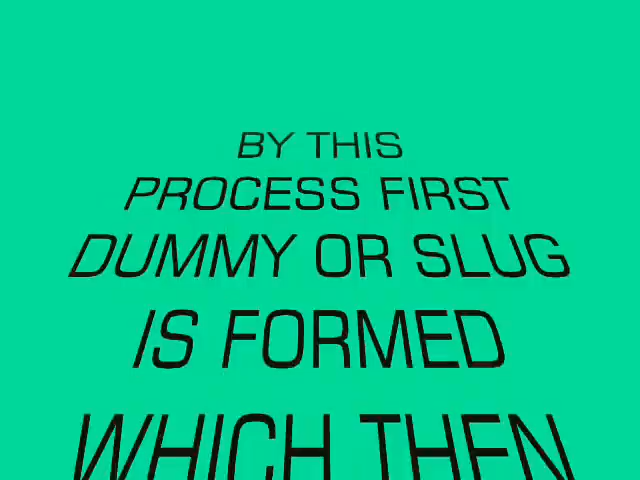 BY THIS
PROCESS FIRST
DUMMY OR SLUG
IS FORMED
WHICH THEN